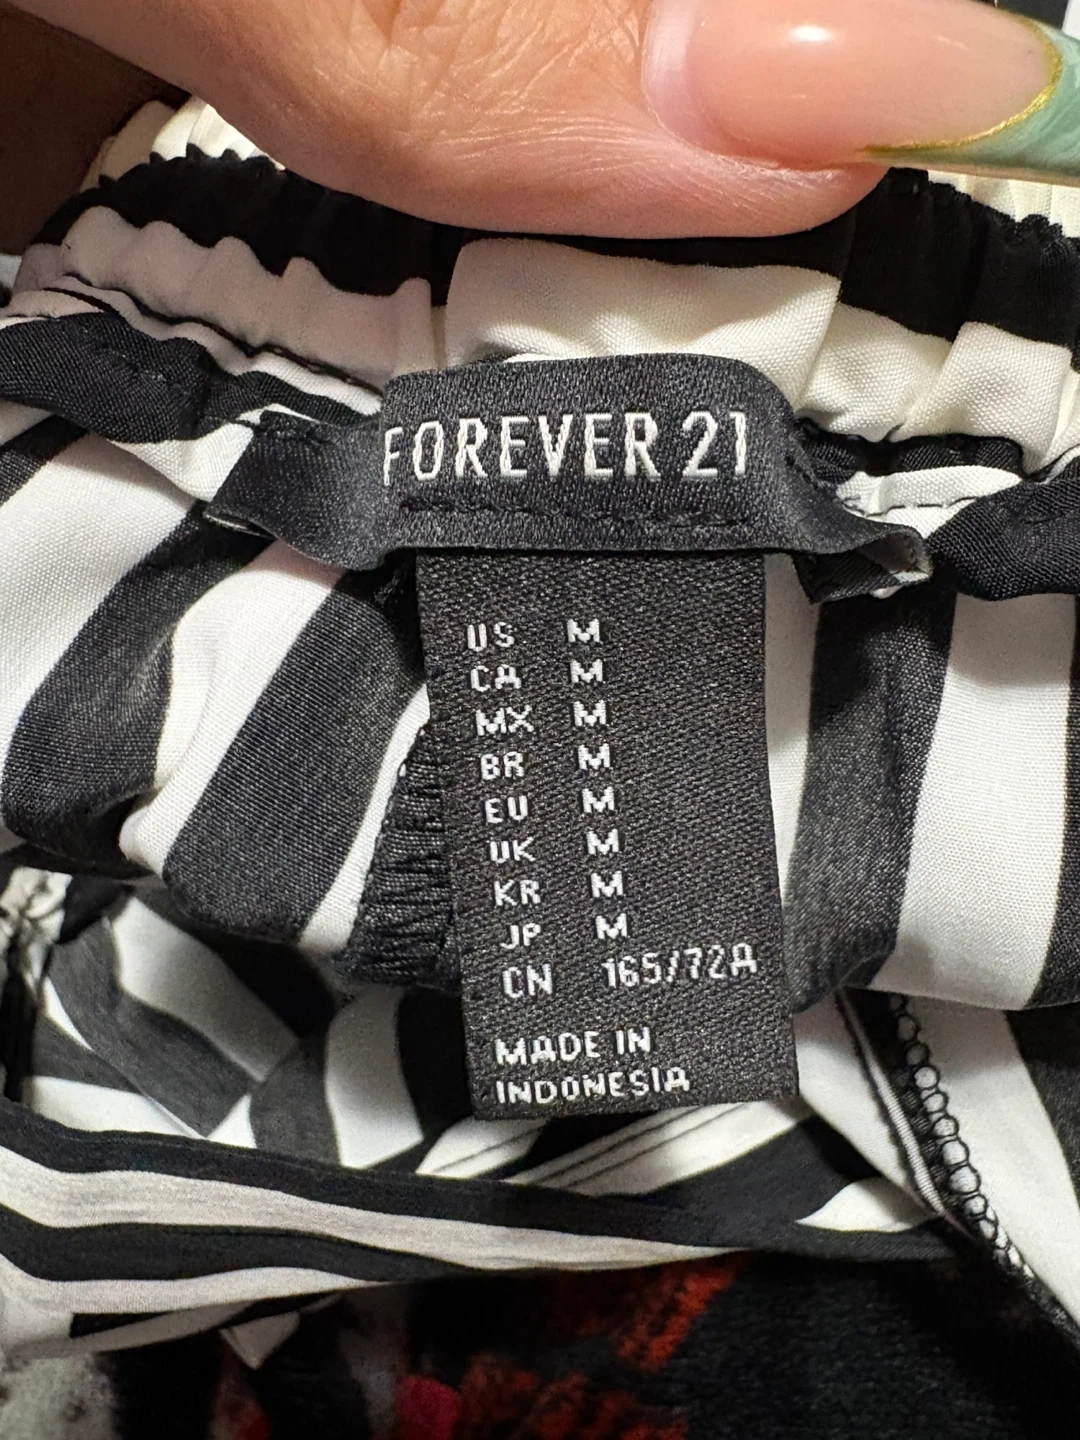 FOREVER 21
US M
CA M
MX M
BR M
EU M
UK M
KR M
JP M
CN 165/72A
MADE IN
INDONESIA